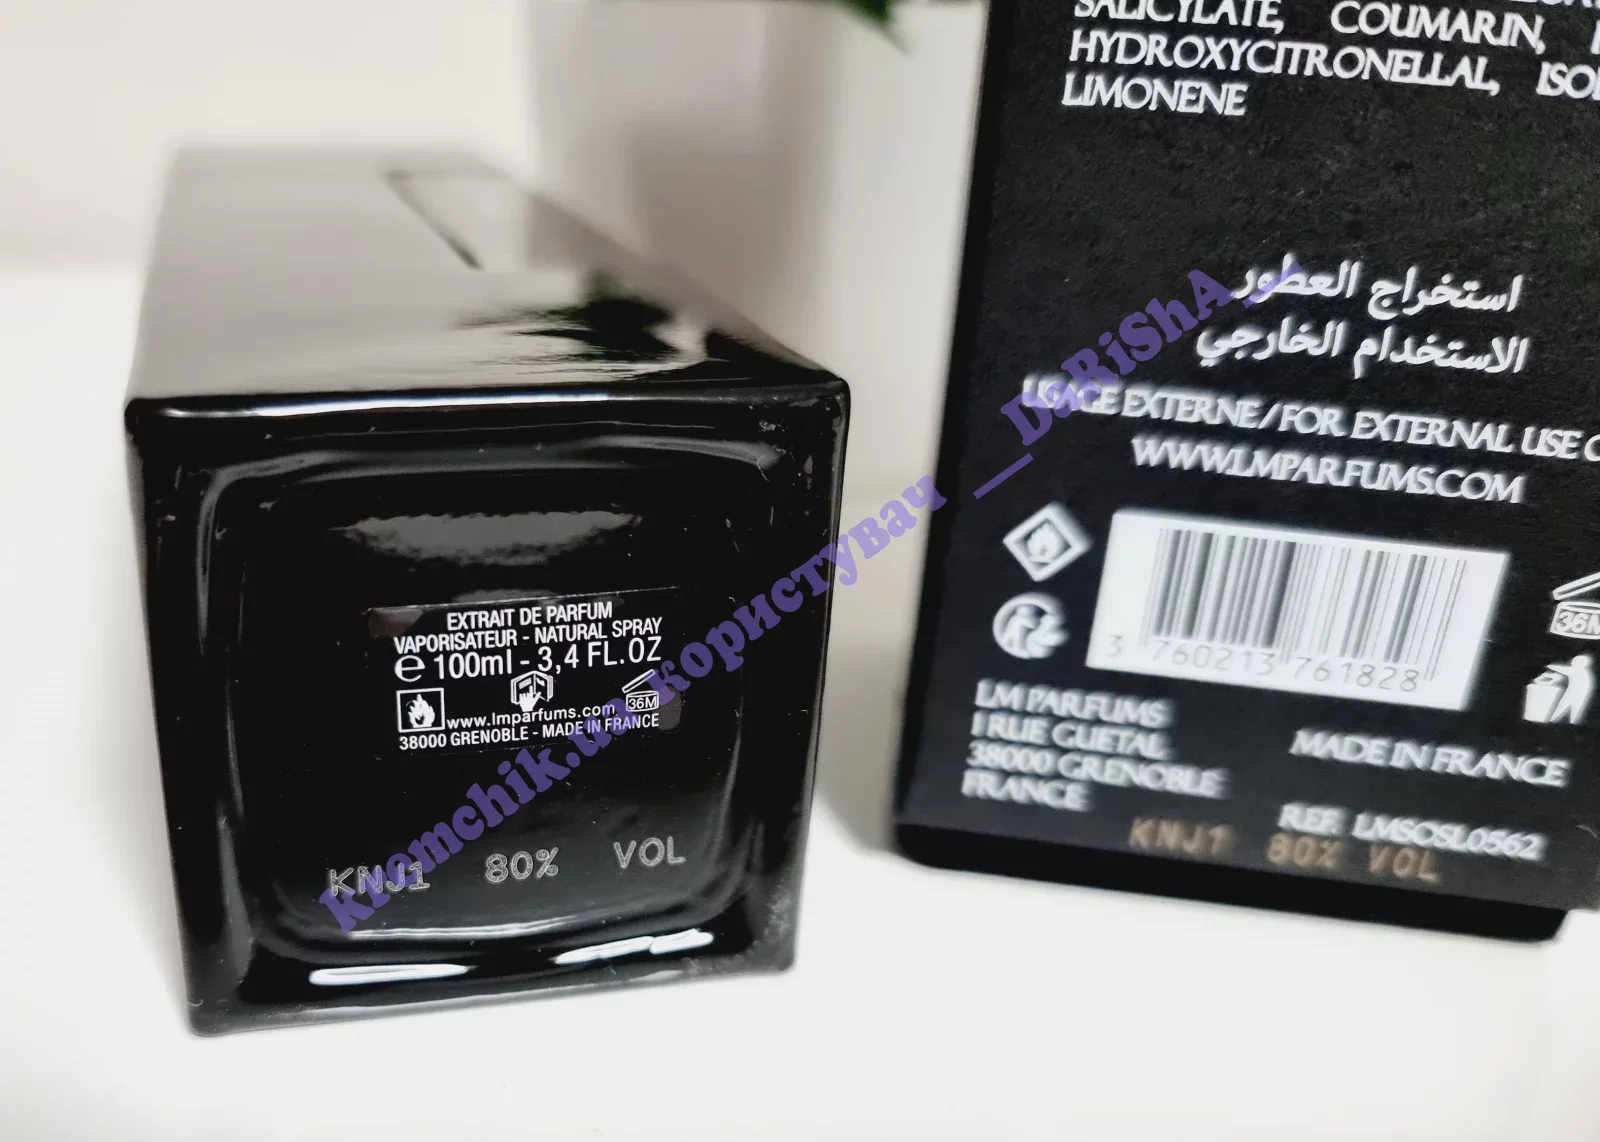 EXTRAIT DE PARFUM
VAPORISATEUR - NATURAL SPRAY
e 100ml - 3,4 FL.OZ
36M
www.lmparfums.com
38000 GRENOBLE - MADE IN FRANCE
KNJ1 80% VOL
SALICYLATE, COUMARIN,
HYDROXYCITRONELLAL,
LIMONENE
استخراج العطور
الاستخدام الخارجي
USAGE EXTERNE / FOR EXTERNAL USE
WWW.LMPARFUMS.COM
3 760213 761828
36M
LM PARFUMS
1 RUE GUETAL
38000 GRENOBLE
FRANCE
MADE IN FRANCE
REF. LMSOSL0562
KNJ1 80% VOL
kromchik.ua користувач __DaRiShA__